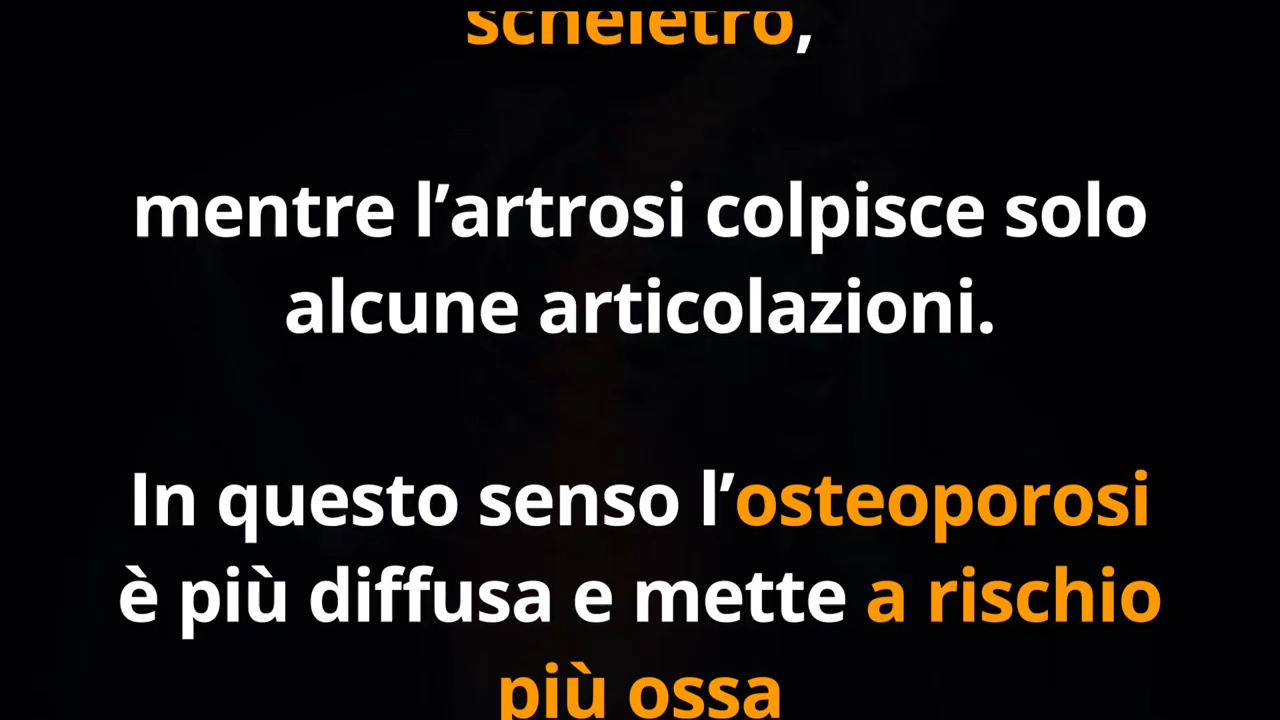 scheletro,
mentre l’artrosi colpisce solo
alcune articolazioni.
In questo senso l’osteoporosi
è più diffusa e mette a rischio
più ossa